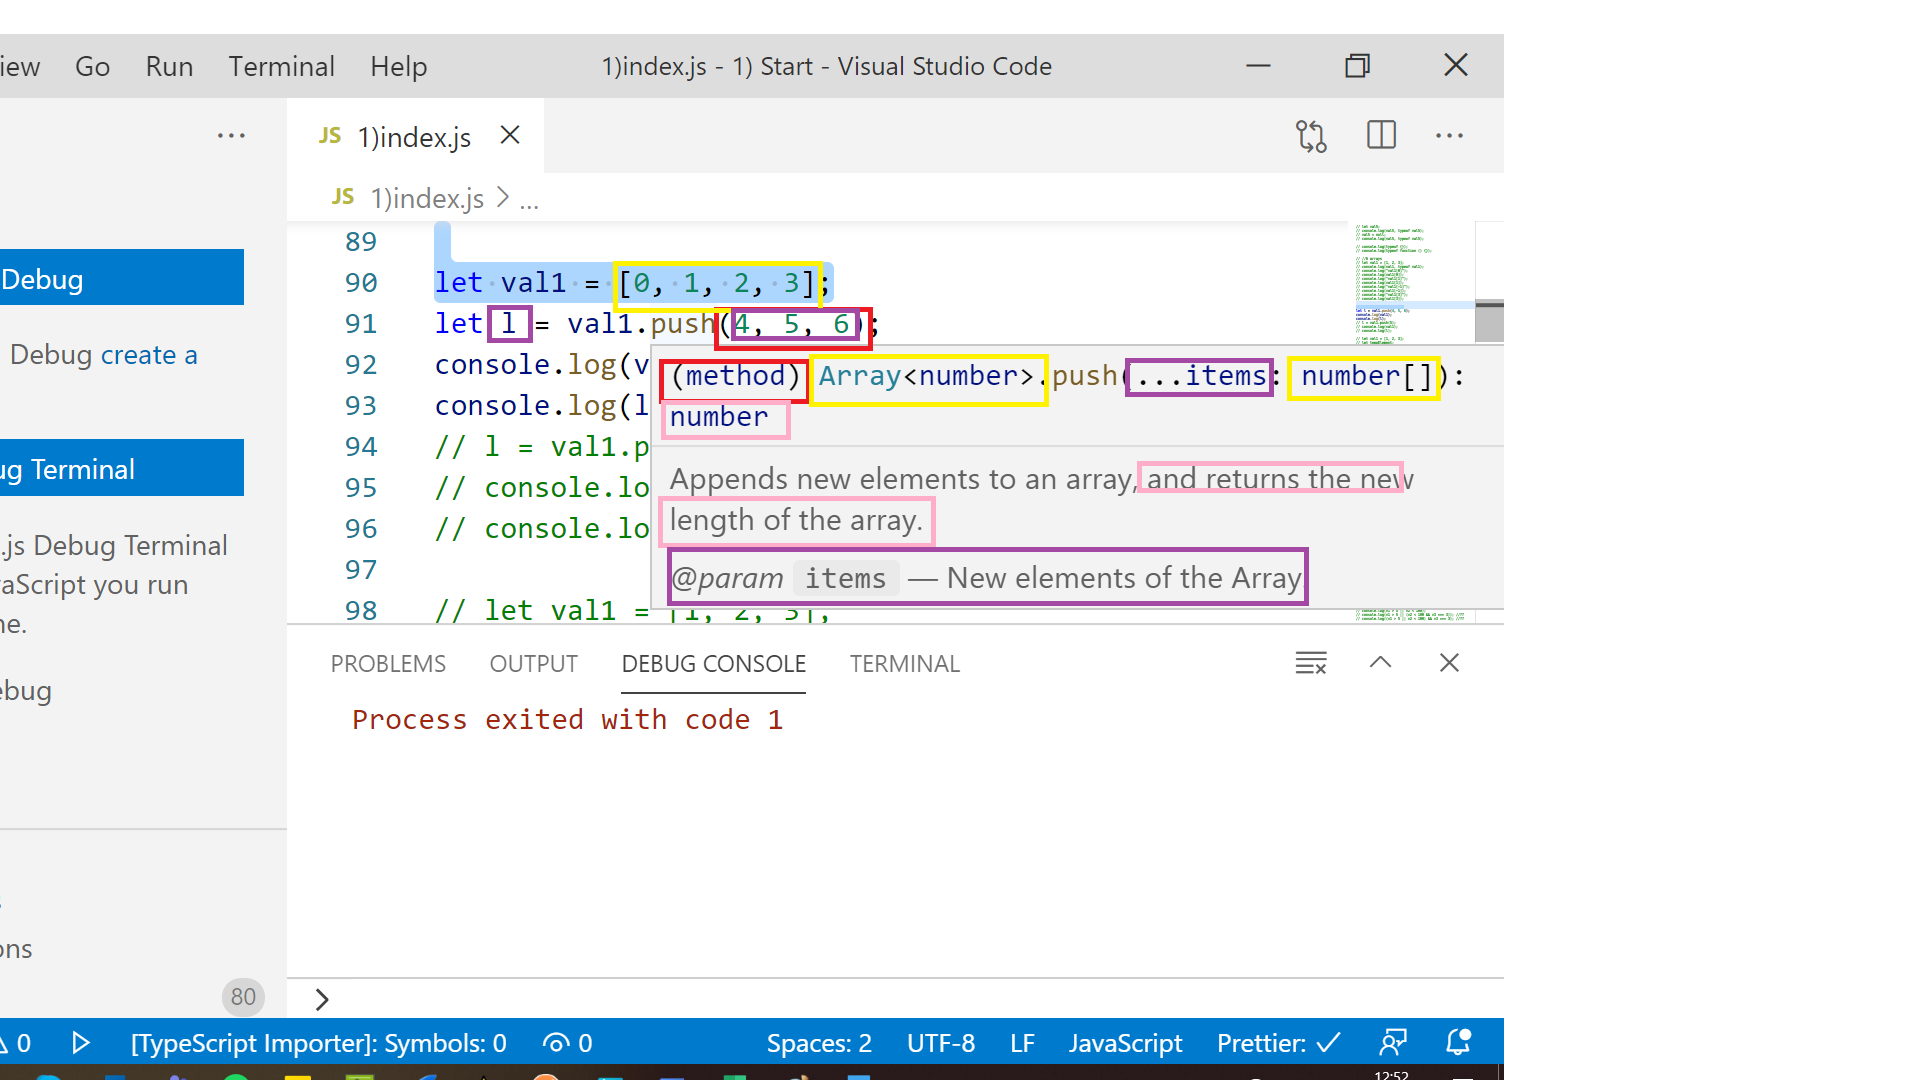 iew Go Run Terminal Help 1)index.js - 1) Start - Visual Studio Code
JS 1)index.js
JS 1)index.js > ...
89
90 let val1 = [0, 1, 2, 3];
91 let l = val1.push(4, 5, 6);
92 console.log(v
93 console.log(l
94 // l = val1.p
95 // console.lo
96 // console.lo
97
98 // let val1 = [1, 2, 3];
(method) Array<number>.push(...items: number[]):
number
Appends new elements to an array, and returns the new
length of the array.
@param items — New elements of the Array
Debug
Debug create a
ug Terminal
.js Debug Terminal
aScript you run
ne.
ebug
ons
80
PROBLEMS OUTPUT DEBUG CONSOLE TERMINAL
Process exited with code 1
>
0 [TypeScript Importer]: Symbols: 0 0 Spaces: 2 UTF-8 LF JavaScript Prettier: ✓
12:52